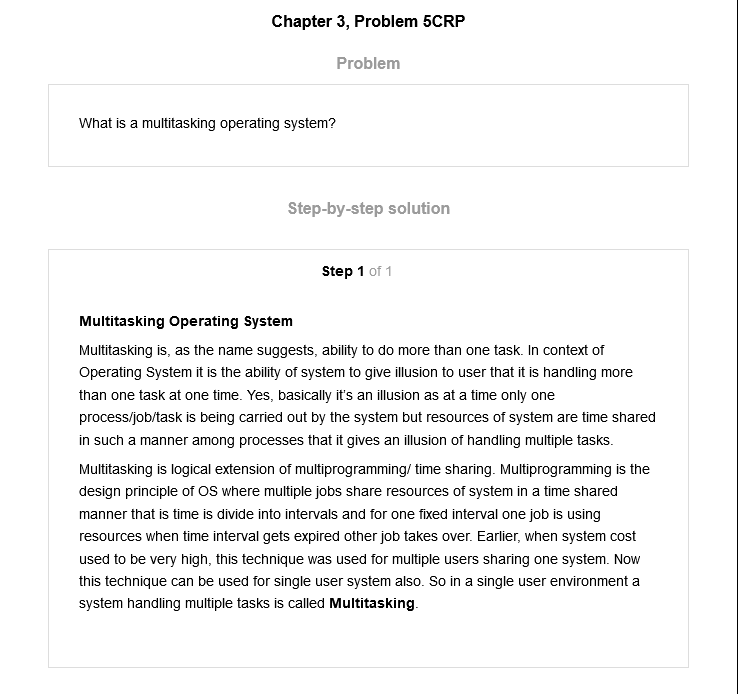 Chapter 3, Problem 5CRP
Problem
What is a multitasking operating system?
Step-by-step solution
Step 1 of 1
Multitasking Operating System
Multitasking is, as the name suggests, ability to do more than one task. In context of
Operating System it is the ability of system to give illusion to user that it is handling more
than one task at one time. Yes, basically it's an illusion as at a time only one
process/job/task is being carried out by the system but resources of system are time shared
in such a manner among processes that it gives an illusion of handling multiple tasks.
Multitasking is logical extension of multiprogramming/ time sharing. Multiprogramming is the
design principle of OS where multiple jobs share resources of system in a time shared
manner that is time is divide into intervals and for one fixed interval one job is using
resources when time interval gets expired other job takes over. Earlier, when system cost
used to be very high, this technique was used for multiple users sharing one system. Now
this technique can be used for single user system also. So in a single user environment a
system handling multiple tasks is called Multitasking.